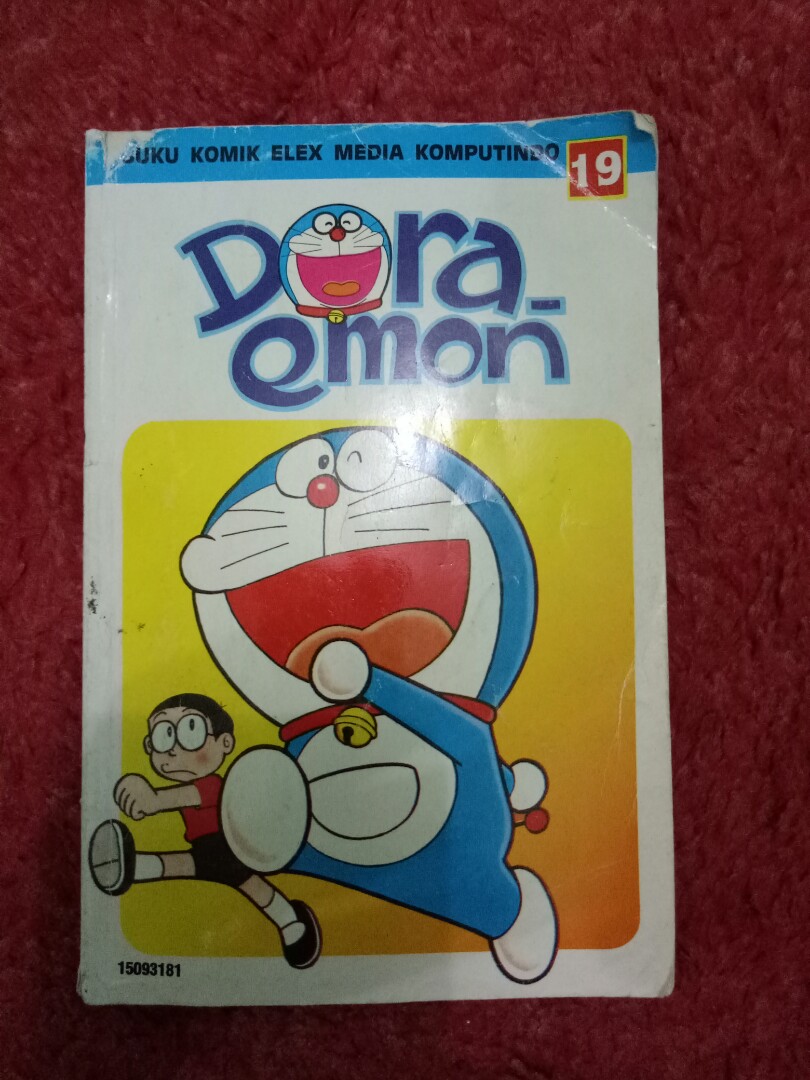 BUKU KOMIK ELEX MEDIA KOMPUTINDO
19
Dora
emon
15093181